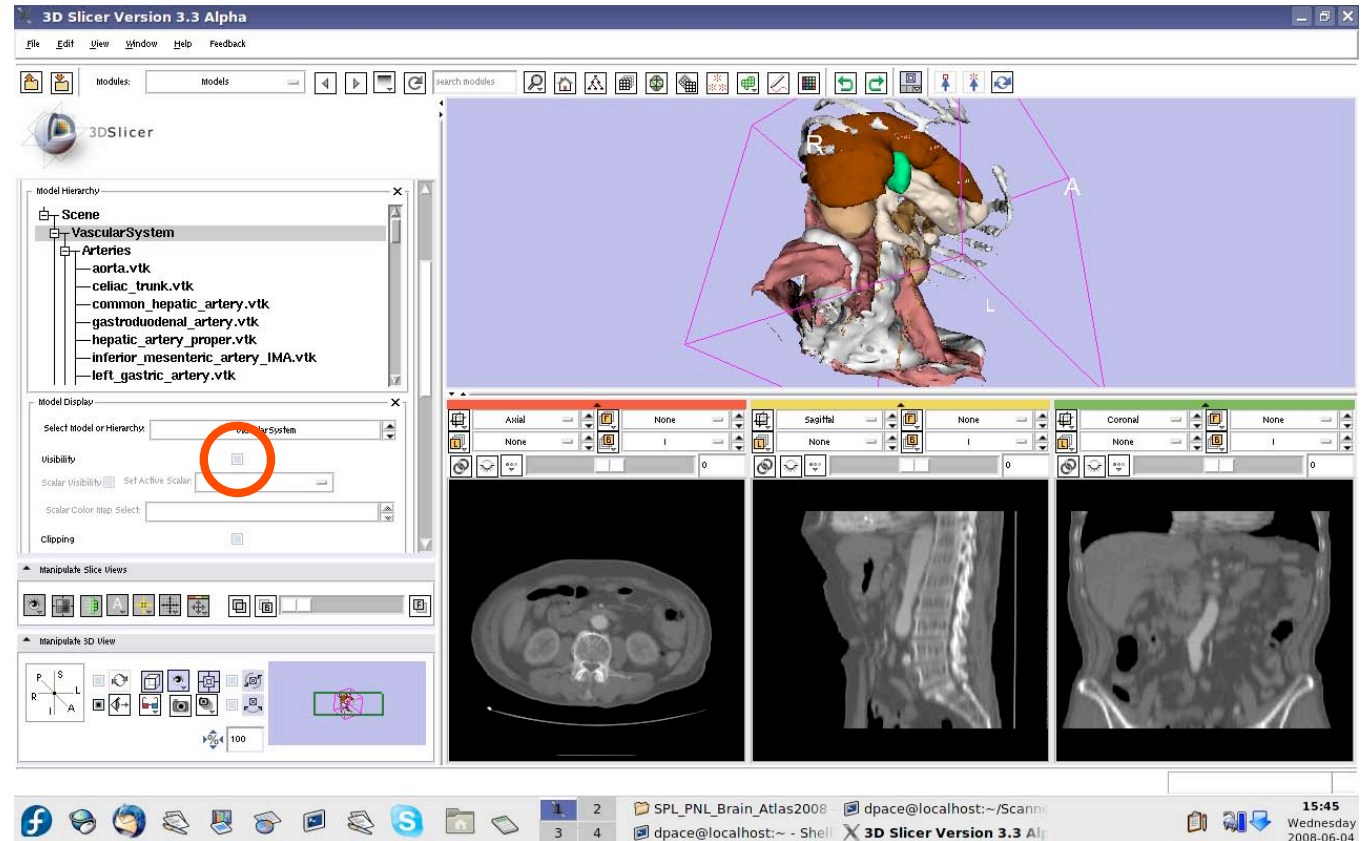 3D Slicer Version 3.3 Alpha
File Edit View Window Help Feedback
Modules: Models search modules
3DSlicer
Model Hierarchy
Scene
VascularSystem
Arteries
aorta.vtk
celiac_trunk.vtk
common_hepatic_artery.vtk
gastroduodenal_artery.vtk
hepatic_artery_proper.vtk
inferior_mesenteric_artery_IMA.vtk
left_gastric_artery.vtk
Model Display
Select Model or Hierarchy: VascularSystem
Visibility
Scalar Visibility Set Active Scalar:
Scalar Color Map Select:
Clipping
Manipulate Slice Views
Manipulate 3D View
P S
R L
I A
100
R
A
L
Axial None
None I
0
Sagittal None
None I
0
Coronal None
None I
0
1 2
3 4
SPL_PNL_Brain_Atlas2008
dpace@localhost:~/Scann
dpace@localhost:~ - Shell
3D Slicer Version 3.3 Alp
15:45
Wednesday
2008-06-04